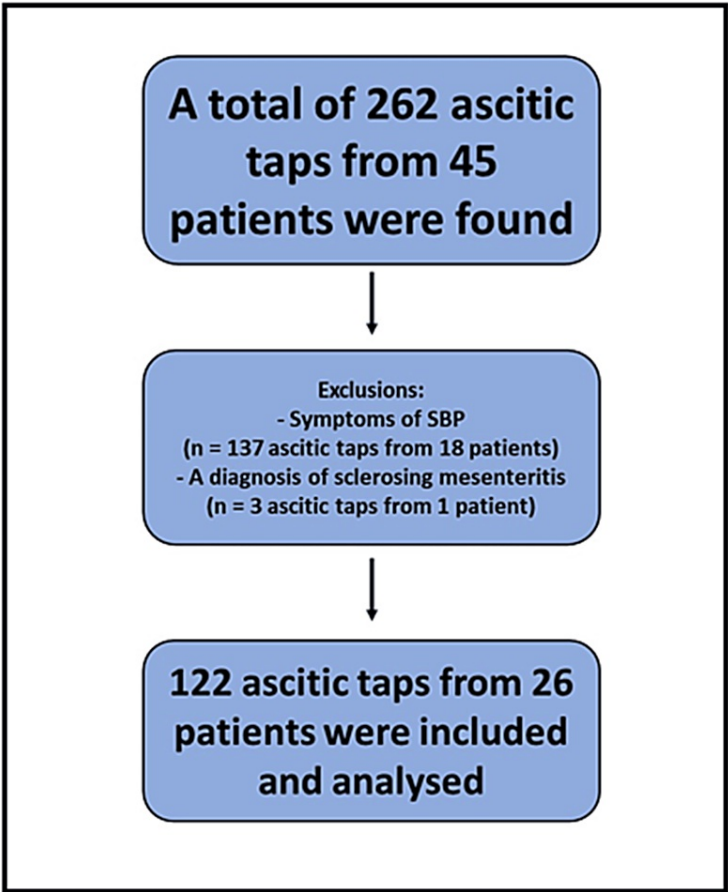 A total of 262 ascitic
taps from 45
patients were found
Exclusions:
- Symptoms of SBP
(n = 137 ascitic taps from 18 patients)
- A diagnosis of sclerosing mesenteritis
(n = 3 ascitic taps from 1 patient)
122 ascitic taps from 26
patients were included
and analysed